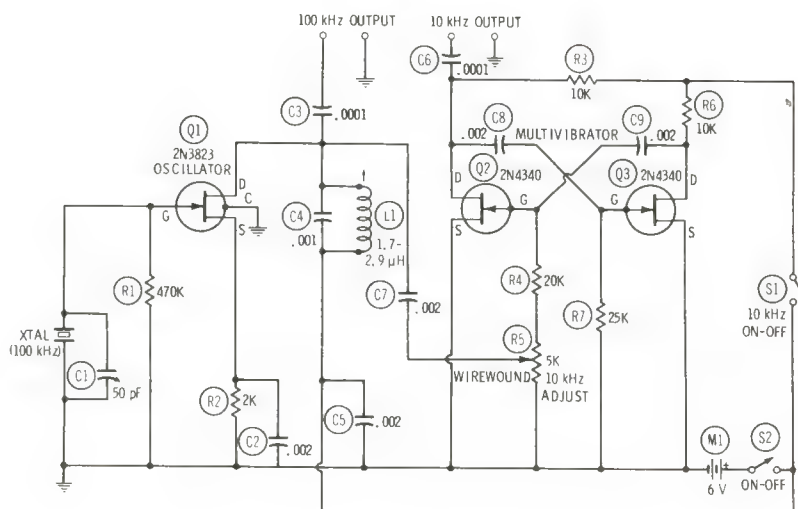 100 kHz OUTPUT
10 kHz OUTPUT
C6
.0001
R3
10K
C3
.0001
R6
10K
C8
.002
MULTIVIBRATOR
C9
.002
Q1
2N3823
OSCILLATOR
D
C
G
S
Q2
2N4340
D
G
S
Q3
2N4340
D
G
S
C4
.001
L1
1.7-
2.9 µH
C7
.002
R4
20K
R7
25K
R5
5K
WIREWOUND
10 kHz
ADJUST
S1
10 kHz
ON-OFF
R1
470K
XTAL
(100 kHz)
C1
50 pF
R2
2K
C2
.002
C5
.002
M1
+
6 V
S2
ON-OFF